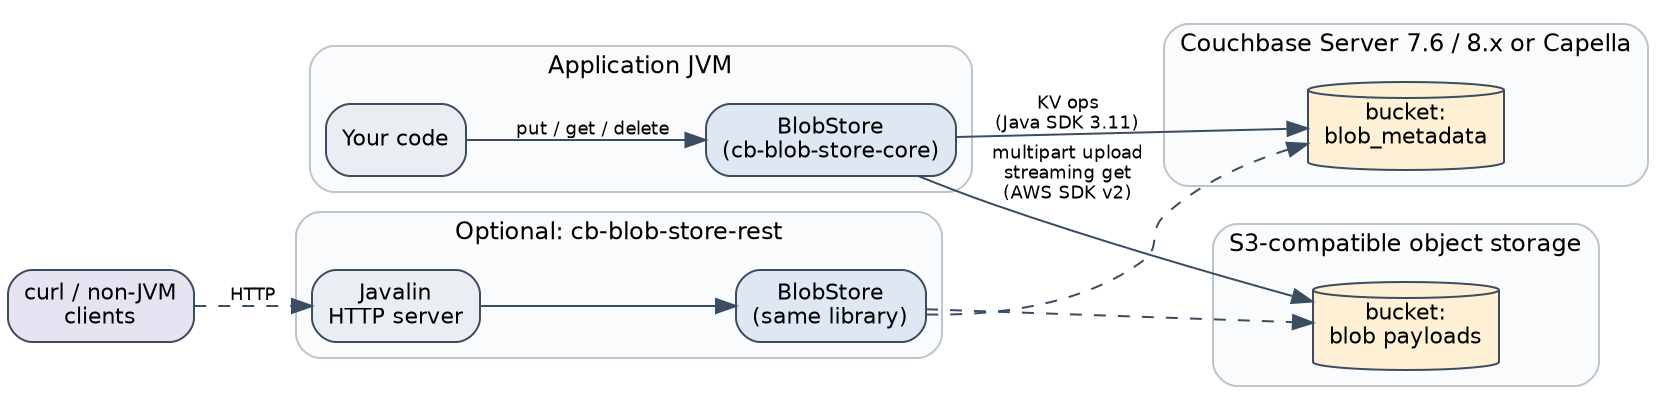 Application JVM
Your code
put / get / delete
BlobStore
(cb-blob-store-core)
KV ops
(Java SDK 3.11)
multipart upload
streaming get
(AWS SDK v2)
Couchbase Server 7.6 / 8.x or Capella
bucket:
blob_metadata
Optional: cb-blob-store-rest
curl / non-JVM
clients
HTTP
Javalin
HTTP server
BlobStore
(same library)
S3-compatible object storage
bucket:
blob payloads